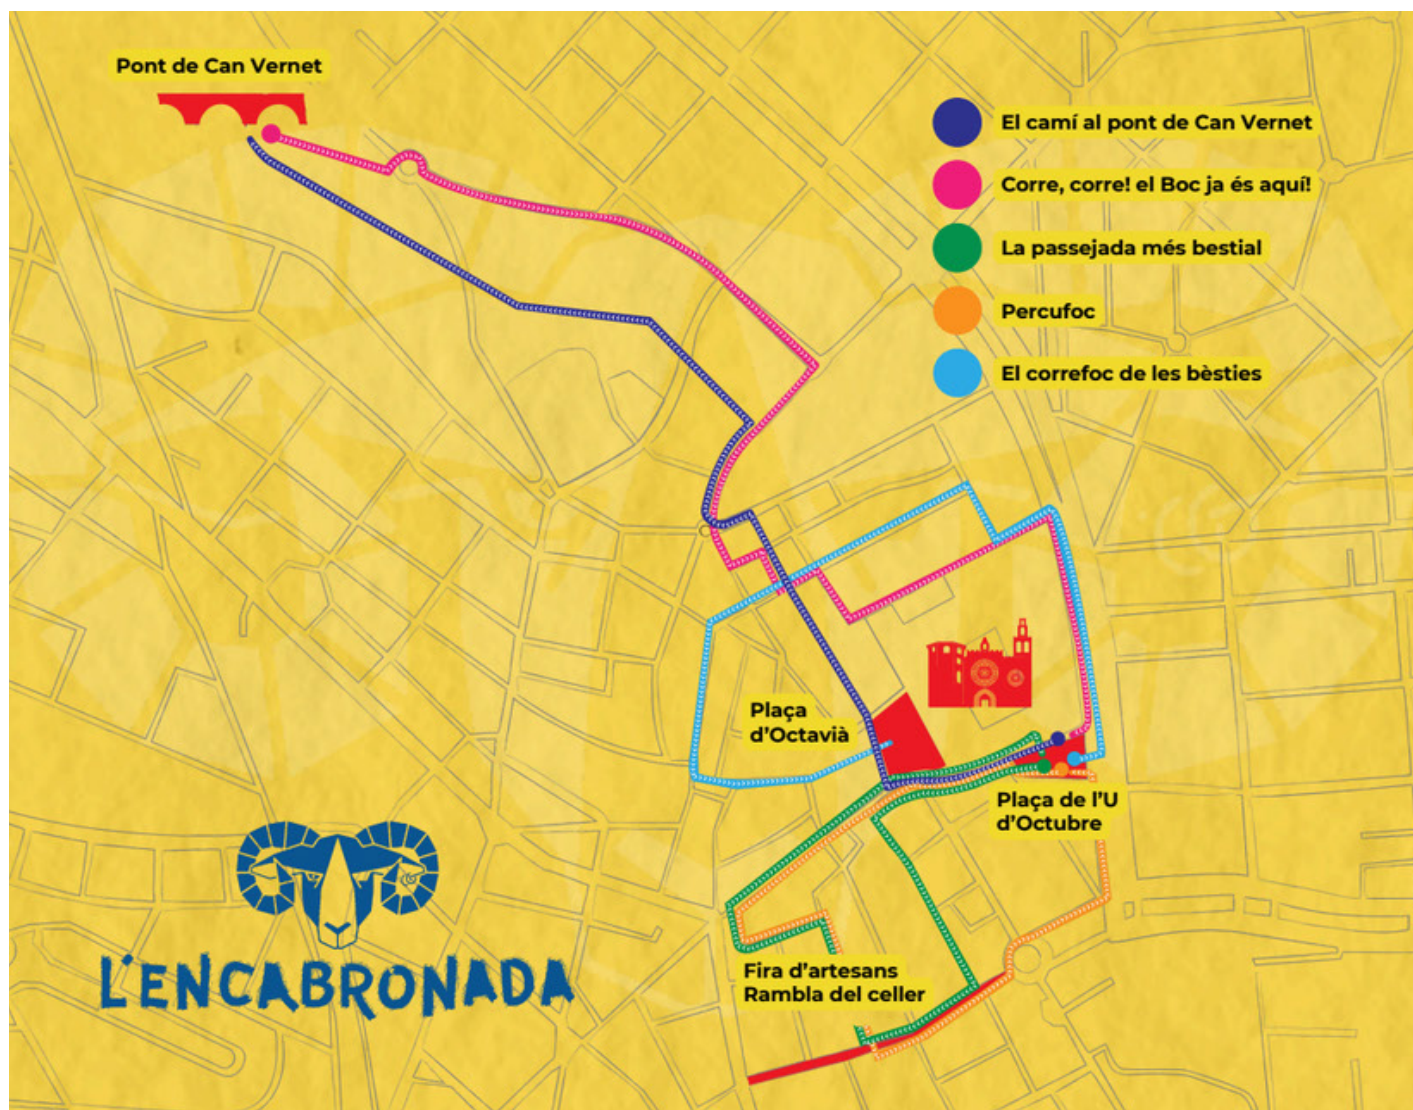 Pont de Can Vernet
El camí al pont de Can Vernet
Corre, corre! el Boc ja és aquí!
La passejada més bestial
Percufoc
El correfoc de les bèsties
Plaça
d'Octavià
Plaça de l'U
d'Octubre
Fira d'artesans
Rambla del celler
L'ENCABRONADA